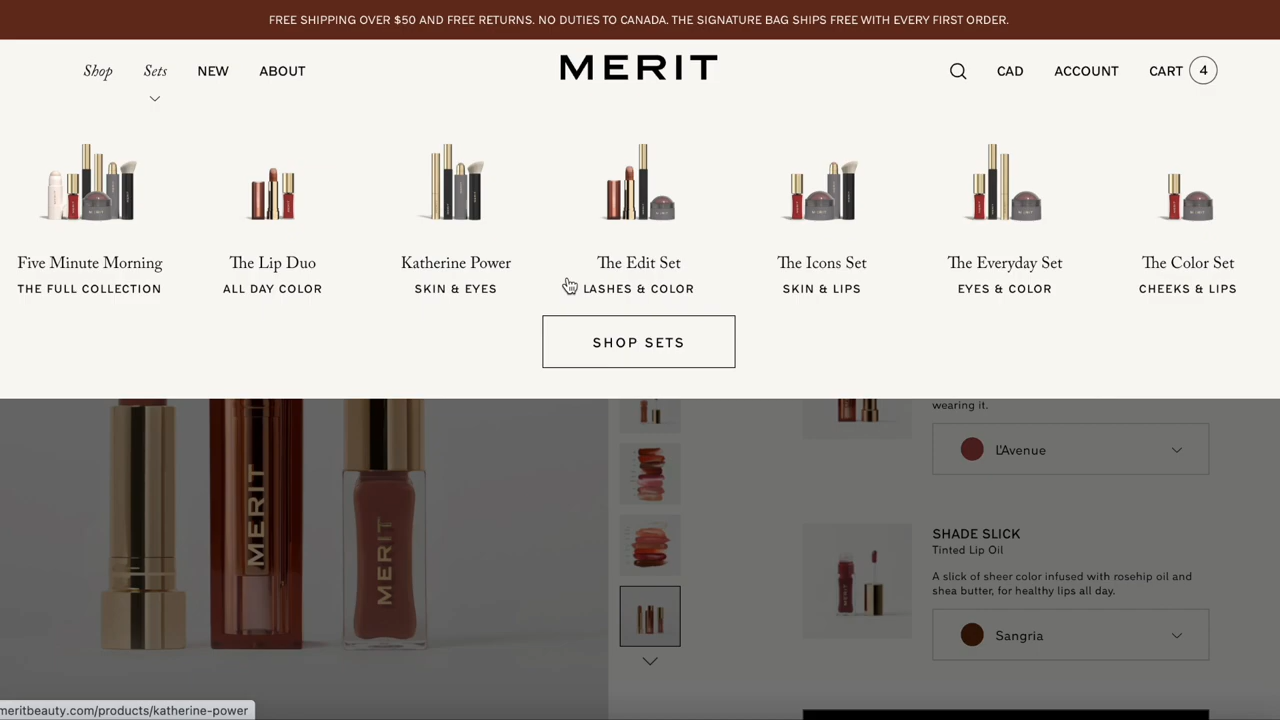 FREE SHIPPING OVER $50 AND FREE RETURNS. NO DUTIES TO CANADA. THE SIGNATURE BAG SHIPS FREE WITH EVERY FIRST ORDER.
Shop Sets NEW ABOUT
MERIT
CAD ACCOUNT CART 4
Five Minute Morning
THE FULL COLLECTION
The Lip Duo
ALL DAY COLOR
Katherine Power
SKIN & EYES
The Edit Set
LASHES & COLOR
The Icons Set
SKIN & LIPS
The Everyday Set
EYES & COLOR
The Color Set
CHEEKS & LIPS
SHOP SETS
MERIT
MERIT
wearing it.
L'Avenue
SHADE SLICK
Tinted Lip Oil
A slick of sheer color infused with rosehip oil and
shea butter, for healthy lips all day.
Sangria
meritbeauty.com/products/katherine-power